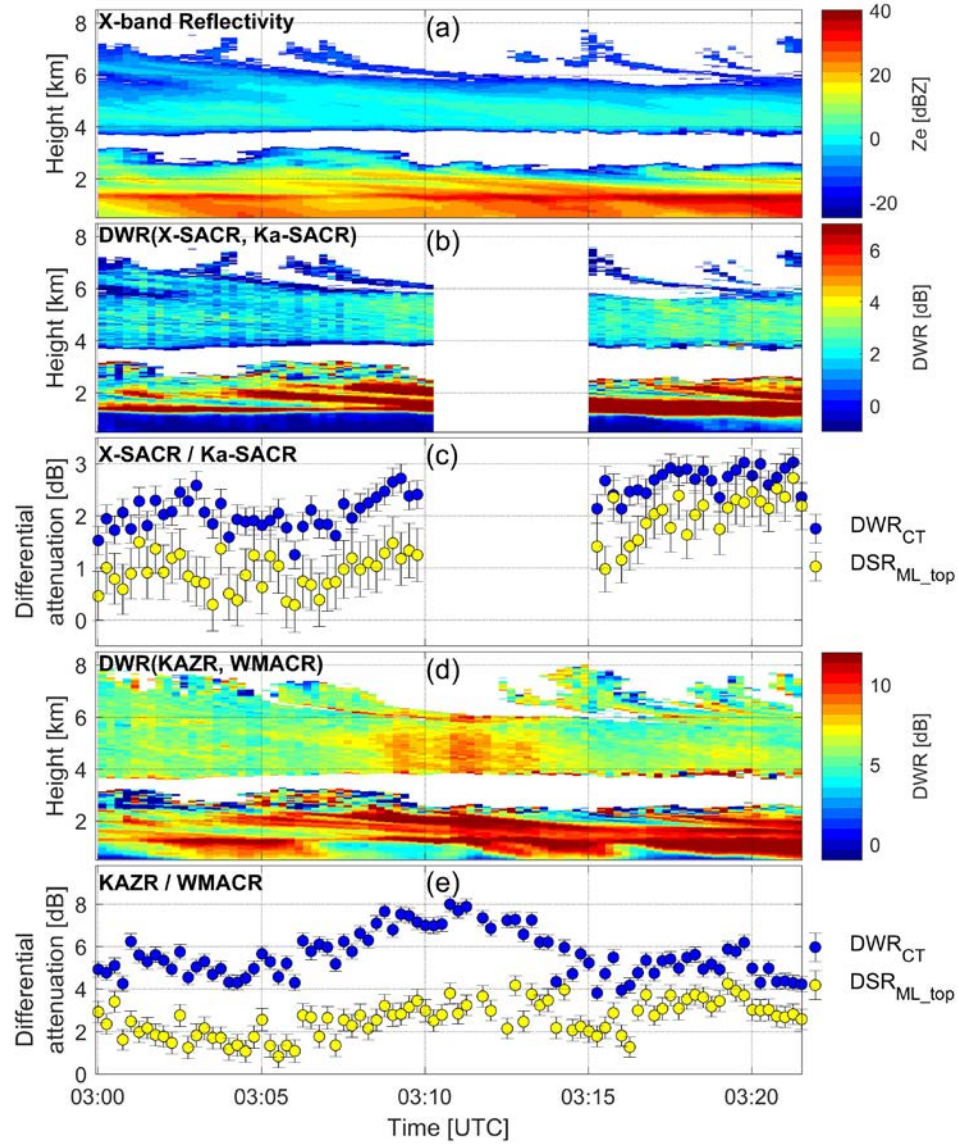 X-band Reflectivity
(a)
8
6
4
2
Height [km]
40
20
0
-20
Ze [dBZ]
DWR(X-SACR, Ka-SACR)
(b)
8
6
4
2
Height [km]
6
4
2
0
DWR [dB]
X-SACR / Ka-SACR
(c)
3
2
1
0
Differential
attenuation [dB]
DWR_CT
DSR_ML_top
DWR(KAZR, WMACR)
(d)
8
6
4
2
Height [km]
10
5
0
DWR [dB]
KAZR / WMACR
(e)
8
6
4
2
0
Differential
attenuation [dB]
DWR_CT
DSR_ML_top
03:00 03:05 03:10 03:15 03:20
Time [UTC]